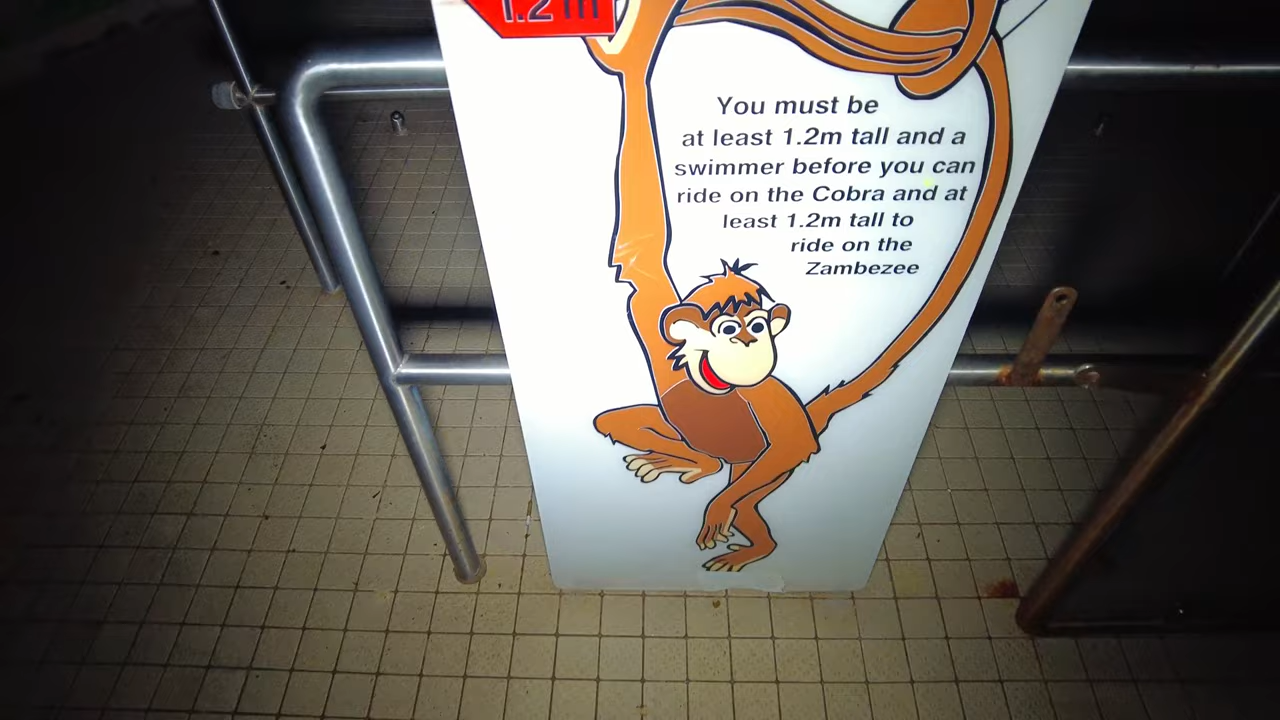 1.2 m
You must be
at least 1.2m tall and a
swimmer before you can
ride on the Cobra and at
least 1.2m tall to
ride on the
Zambezee